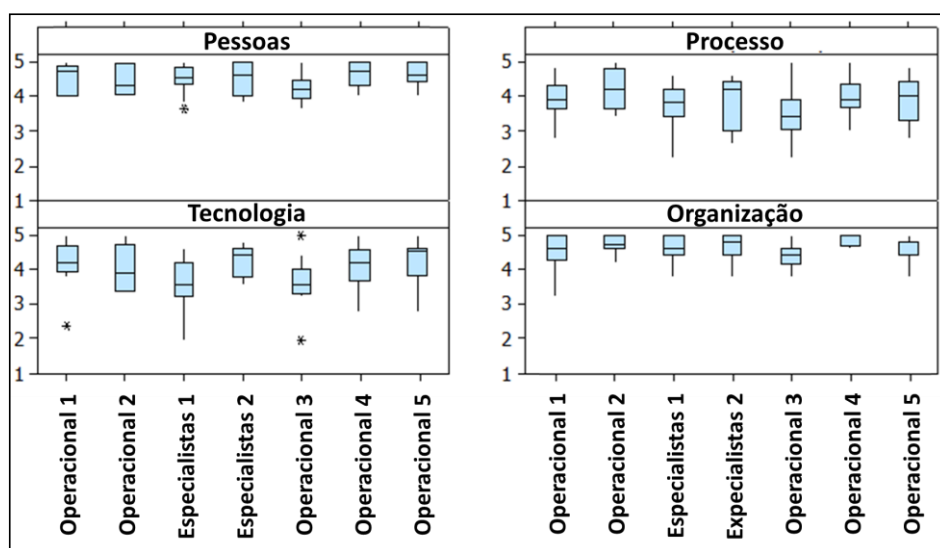 Pessoas
Processo
5
4
3
2
1
5
4
3
2
1
Tecnologia
Organização
5
4
3
2
1
5
4
3
2
1
Operacional 1
Operacional 2
Especialistas 1
Especialistas 2
Operacional 3
Operacional 4
Operacional 5
Operacional 1
Operacional 2
Especialistas 1
Expecialistas 2
Operacional 3
Operacional 4
Operacional 5